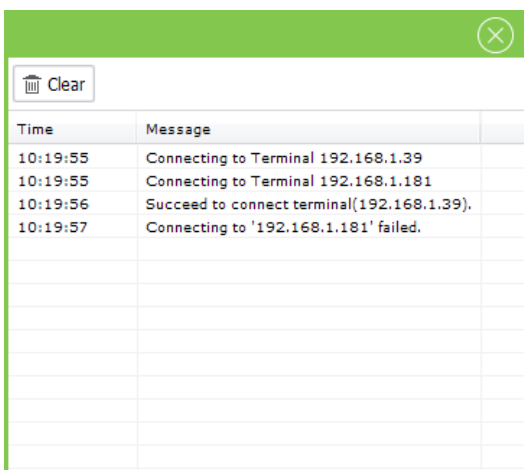 Clear
Time Message
10:19:55 Connecting to Terminal 192.168.1.39
10:19:55 Connecting to Terminal 192.168.1.181
10:19:56 Succeed to connect terminal(192.168.1.39).
10:19:57 Connecting to '192.168.1.181' failed.